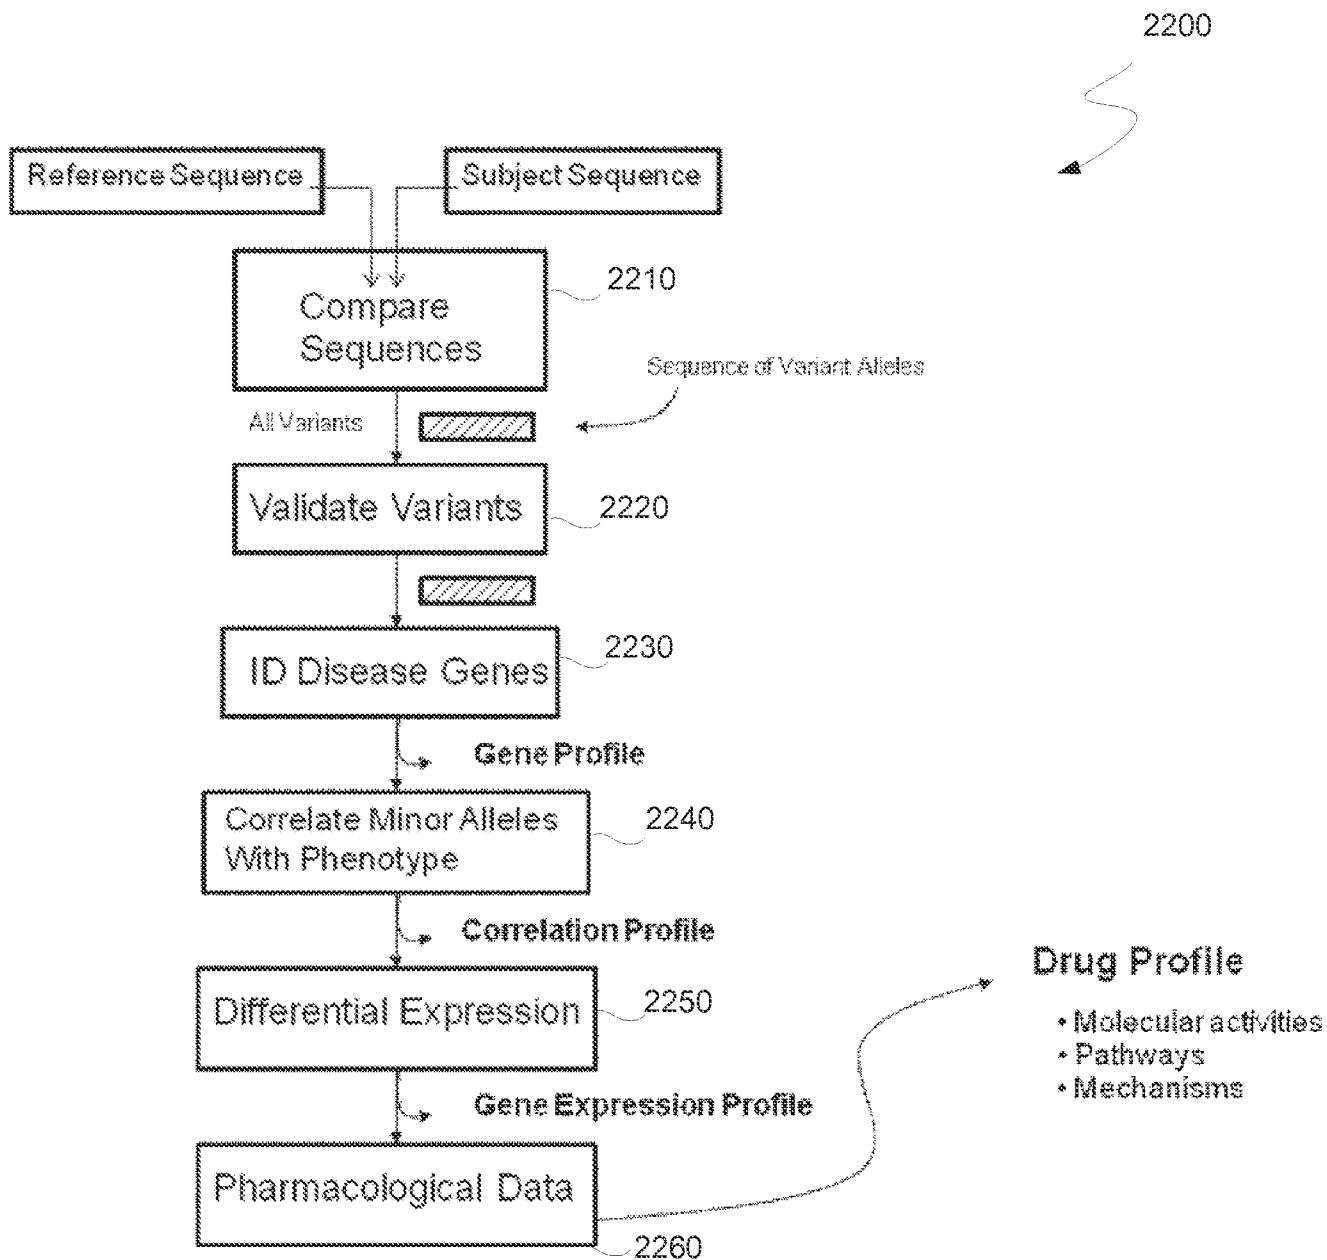 2200
Reference Sequence
Subject Sequence
2210
Compare
Sequences
Sequence of Variant Alleles
All Variants
Validate Variants
2220
ID Disease Genes
2230
Gene Profile
Correlate Minor Alleles
With Phenotype
2240
Correlation Profile
Drug Profile
Differential Expression
2250
• Molecular activities
• Pathways
• Mechanisms
Gene Expression Profile
Pharmacological Data
2260